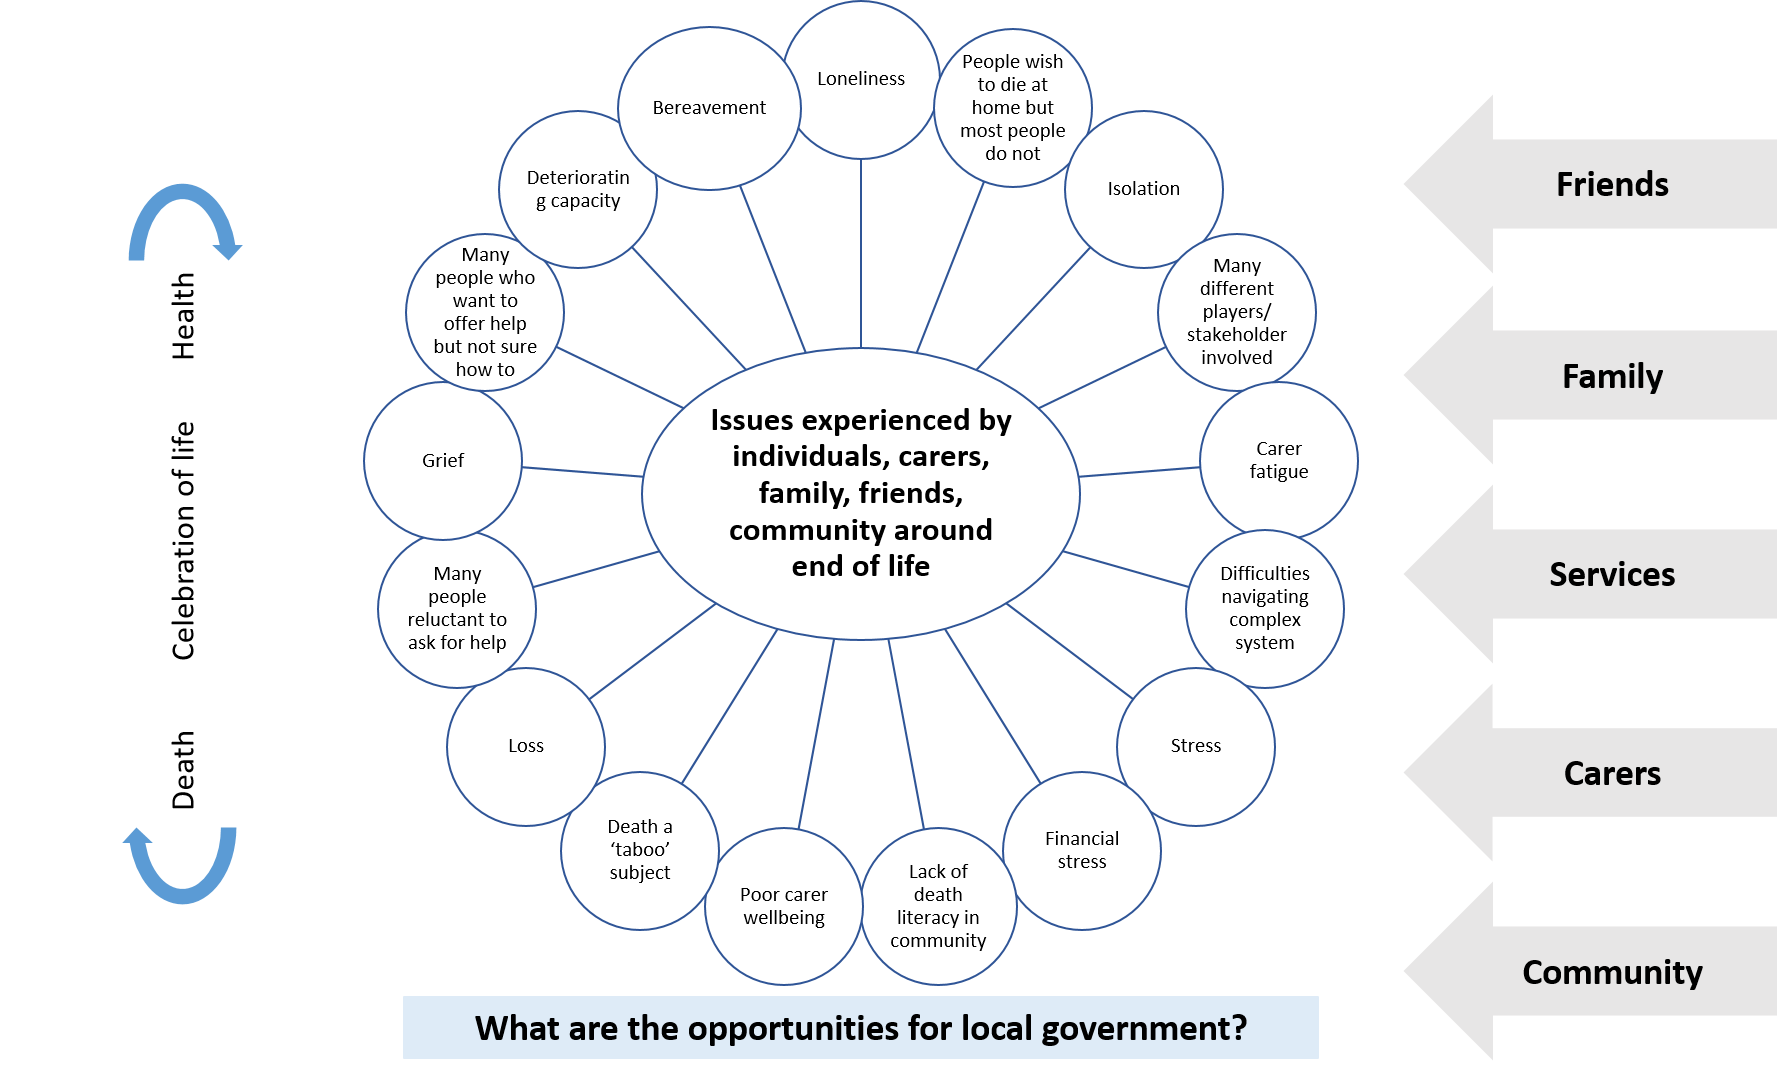 Loneliness
People wish
to die at
home but
most people
do not
Isolation
Many
different
players/
stakeholder
involved
Carer
fatigue
Difficulties
navigating
complex
system
Stress
Financial
stress
Lack of
death
literacy in
community
Poor carer
wellbeing
Death a
‘taboo’
subject
Loss
Many
people
reluctant to
ask for help
Grief
Many
people who
want to
offer help
but not sure
how to
Deterioratin
g capacity
Bereavement
Issues experienced by
individuals, carers,
family, friends,
community around
end of life
Health
Celebration of life
Death
Friends
Family
Services
Carers
Community
What are the opportunities for local government?